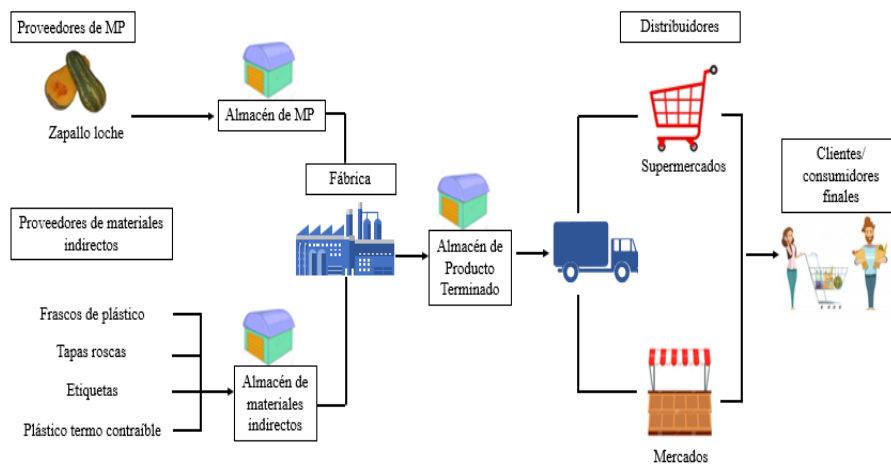 Proveedores de MP
Zapallo loche
Almacén de MP
Proveedores de materiales
indirectos
Frascos de plástico
Tapas roscas
Etiquetas
Plástico termo contraíble
Almacén de
materiales
indirectos
Fábrica
Almacén de
Producto
Terminado
Distribuidores
Supermercados
Mercados
Clientes/
consumidores
finales